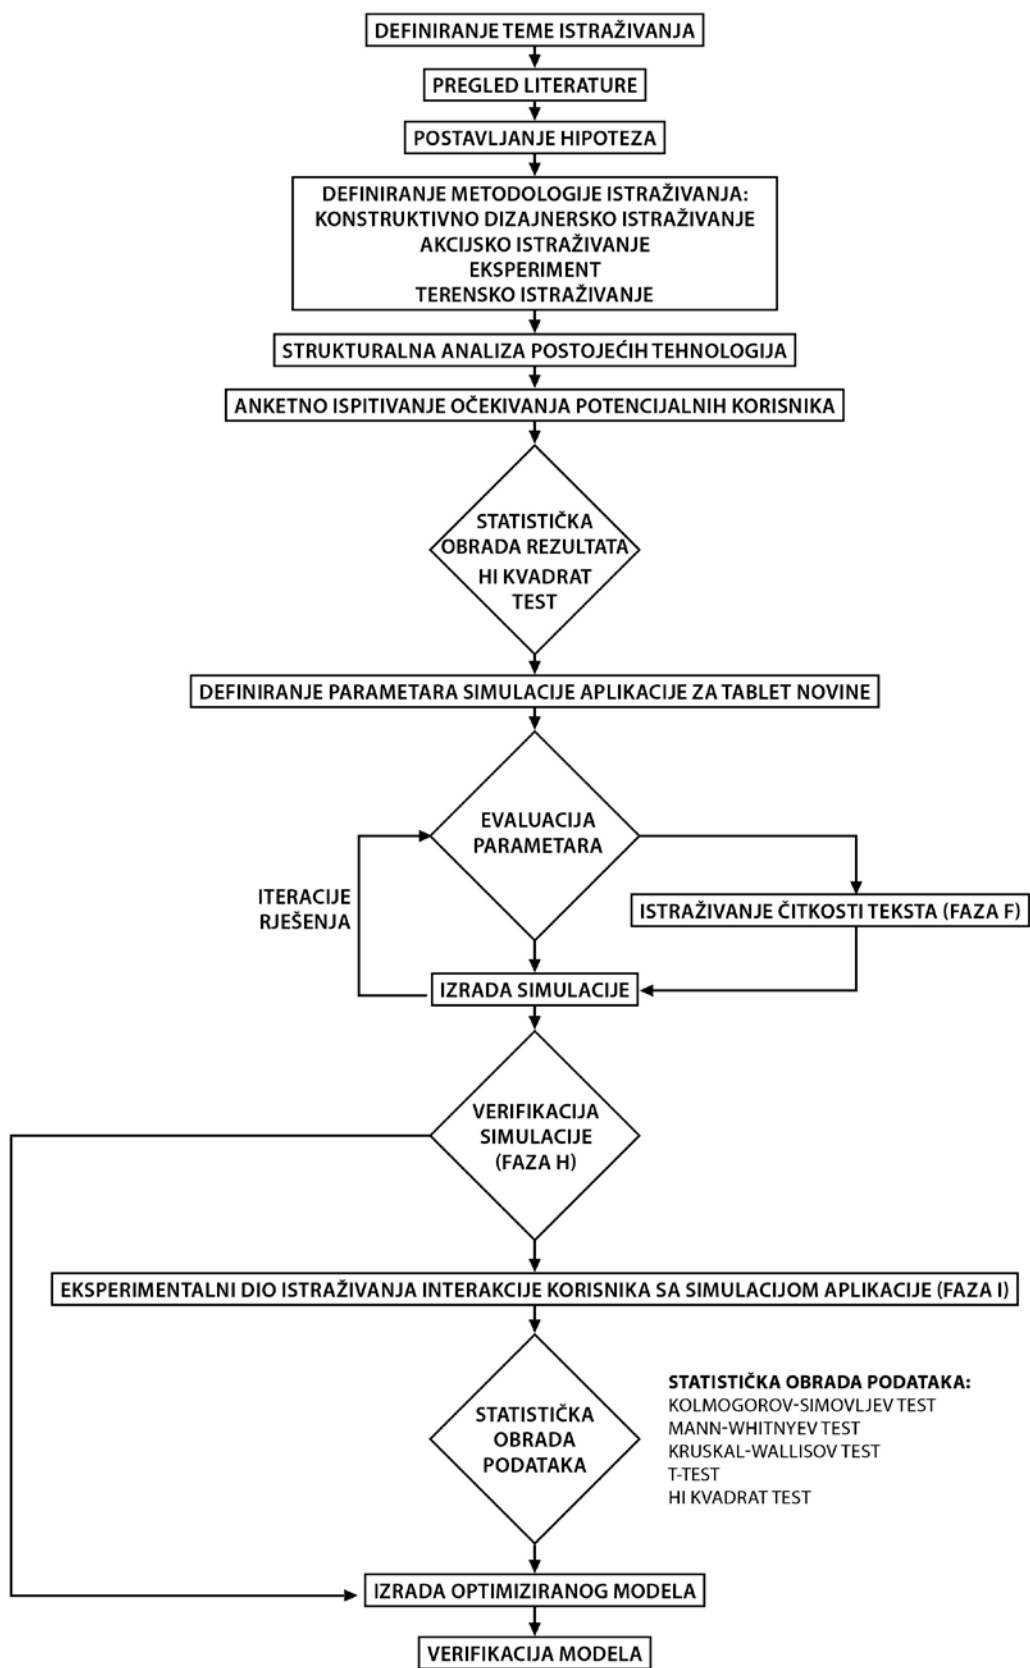 DEFINIRANJE TEME ISTRAŽIVANJA
PREGLED LITERATURE
POSTAVLJANJE HIPOTEZA
DEFINIRANJE METODOLOGIJE ISTRAŽIVANJA:
KONSTRUKTIVNO DIZAJNERSKO ISTRAŽIVANJE
AKCIJSKO ISTRAŽIVANJE
EKSPERIMENT
TERENSKO ISTRAŽIVANJE
STRUKTURALNA ANALIZA POSTOJEĆIH TEHNOLOGIJA
ANKETNO ISPITIVANJE OČEKIVANJA POTENCIJALNIH KORISNIKA
STATISTIČKA
OBRADA REZULTATA
HI KVADRAT
TEST
DEFINIRANJE PARAMETARA SIMULACIJE APLIKACIJE ZA TABLET NOVINE
EVALUACIJA
PARAMETARA
ITERACIJE
RJEŠENJA
ISTRAŽIVANJE ČITKOSTI TEKSTA (FAZA F)
IZRADA SIMULACIJE
VERIFIKACIJA
SIMULACIJE
(FAZA H)
EKSPERIMENTALNI DIO ISTRAŽIVANJA INTERAKCIJE KORISNIKA SA SIMULACIJOM APLIKACIJE (FAZA I)
STATISTIČKA
OBRADA
PODATAKA
STATISTIČKA OBRADA PODATAKA:
KOLMOGOROV-SIMOVLJEV TEST
MANN-WHITNYEV TEST
KRUSKAL-WALLISOV TEST
T-TEST
HI KVADRAT TEST
IZRADA OPTIMIZIRANOG MODELA
VERIFIKACIJA MODELA